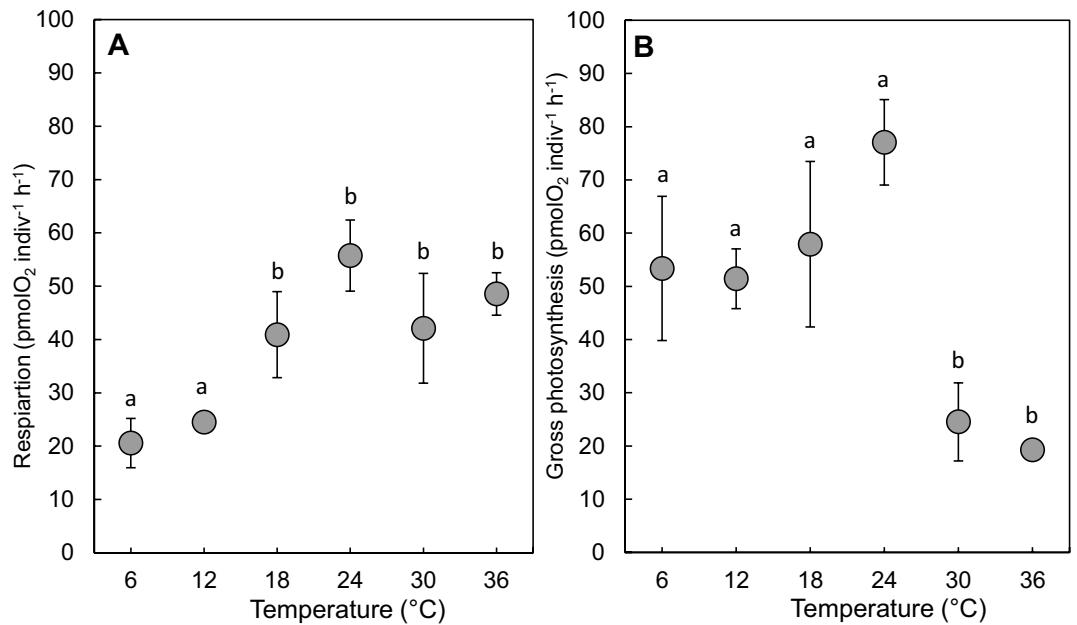 A
Respiartion (pmolO₂ indiv⁻¹ h⁻¹)
100
90
80
70
60
50
40
30
20
10
0
a
a
b
b
b
b
6 12 18 24 30 36
Temperature (°C)
B
Gross photosynthesis (pmolO₂ indiv⁻¹ h⁻¹)
100
90
80
70
60
50
40
30
20
10
0
a
a
a
a
b
b
6 12 18 24 30 36
Temperature (°C)